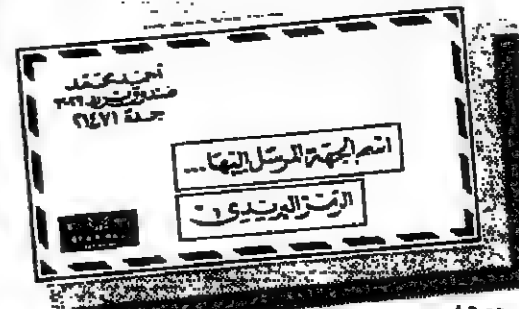 أحمد محمد
صندوق بريد
جدة ٢١٤٧١
اسم الجهة المرسل إليها...
الرمز البريدي